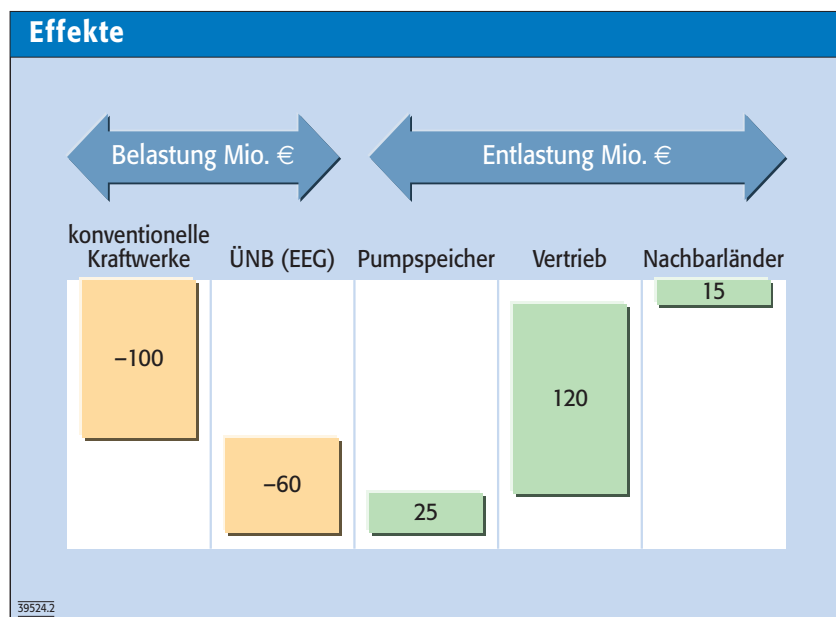 Effekte
Belastung Mio. €
Entlastung Mio. €
konventionelle
Kraftwerke
ÜNB (EEG)
Pumpspeicher
Vertrieb
Nachbarländer
–100
–60
25
120
15
39524.2